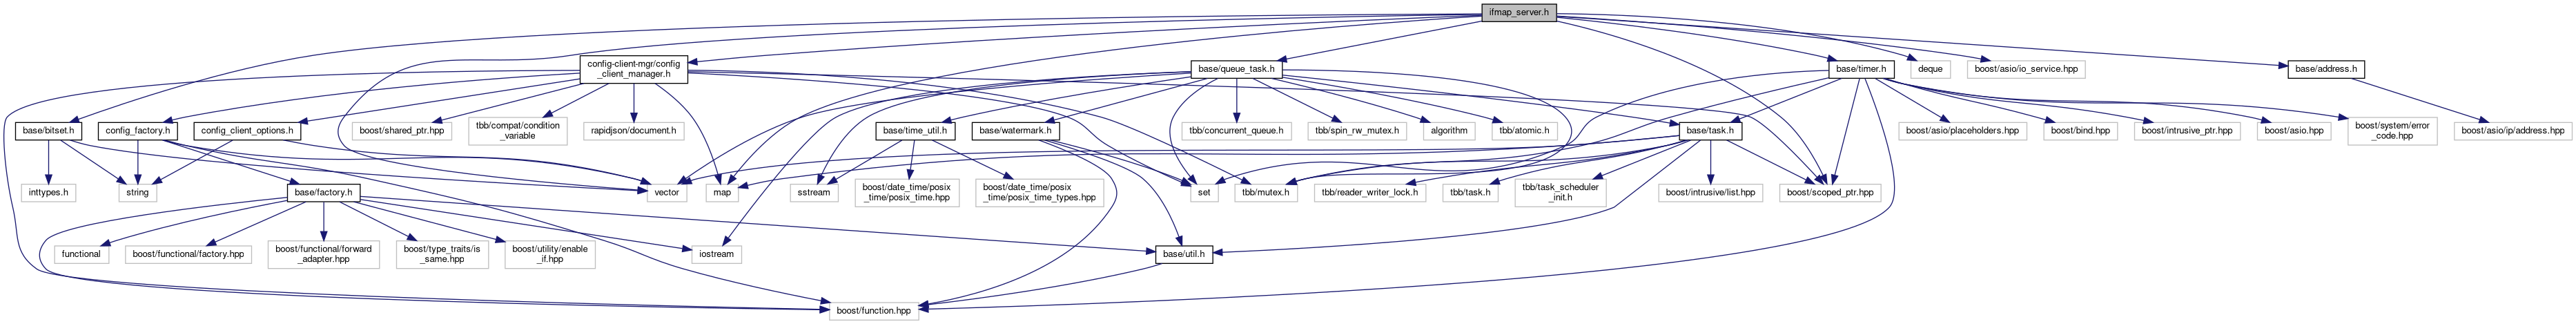 ifmap_server.h
config-client-mgr/config
_client_manager.h
base/queue_task.h
base/timer.h
deque
boost/asio/io_service.hpp
base/address.h
base/bitset.h
config_factory.h
config_client_options.h
boost/shared_ptr.hpp
tbb/compat/condition
_variable
rapidjson/document.h
base/time_util.h
base/watermark.h
tbb/concurrent_queue.h
tbb/spin_rw_mutex.h
algorithm
tbb/atomic.h
base/task.h
boost/asio/placeholders.hpp
boost/bind.hpp
boost/intrusive_ptr.hpp
boost/asio.hpp
boost/system/error
_code.hpp
boost/asio/ip/address.hpp
inttypes.h
string
base/factory.h
vector
map
sstream
boost/date_time/posix
_time/posix_time.hpp
boost/date_time/posix
_time/posix_time_types.hpp
set
tbb/mutex.h
tbb/reader_writer_lock.h
tbb/task.h
tbb/task_scheduler
_init.h
boost/intrusive/list.hpp
boost/scoped_ptr.hpp
functional
boost/functional/factory.hpp
boost/functional/forward
_adapter.hpp
boost/type_traits/is
_same.hpp
boost/utility/enable
_if.hpp
iostream
base/util.h
boost/function.hpp